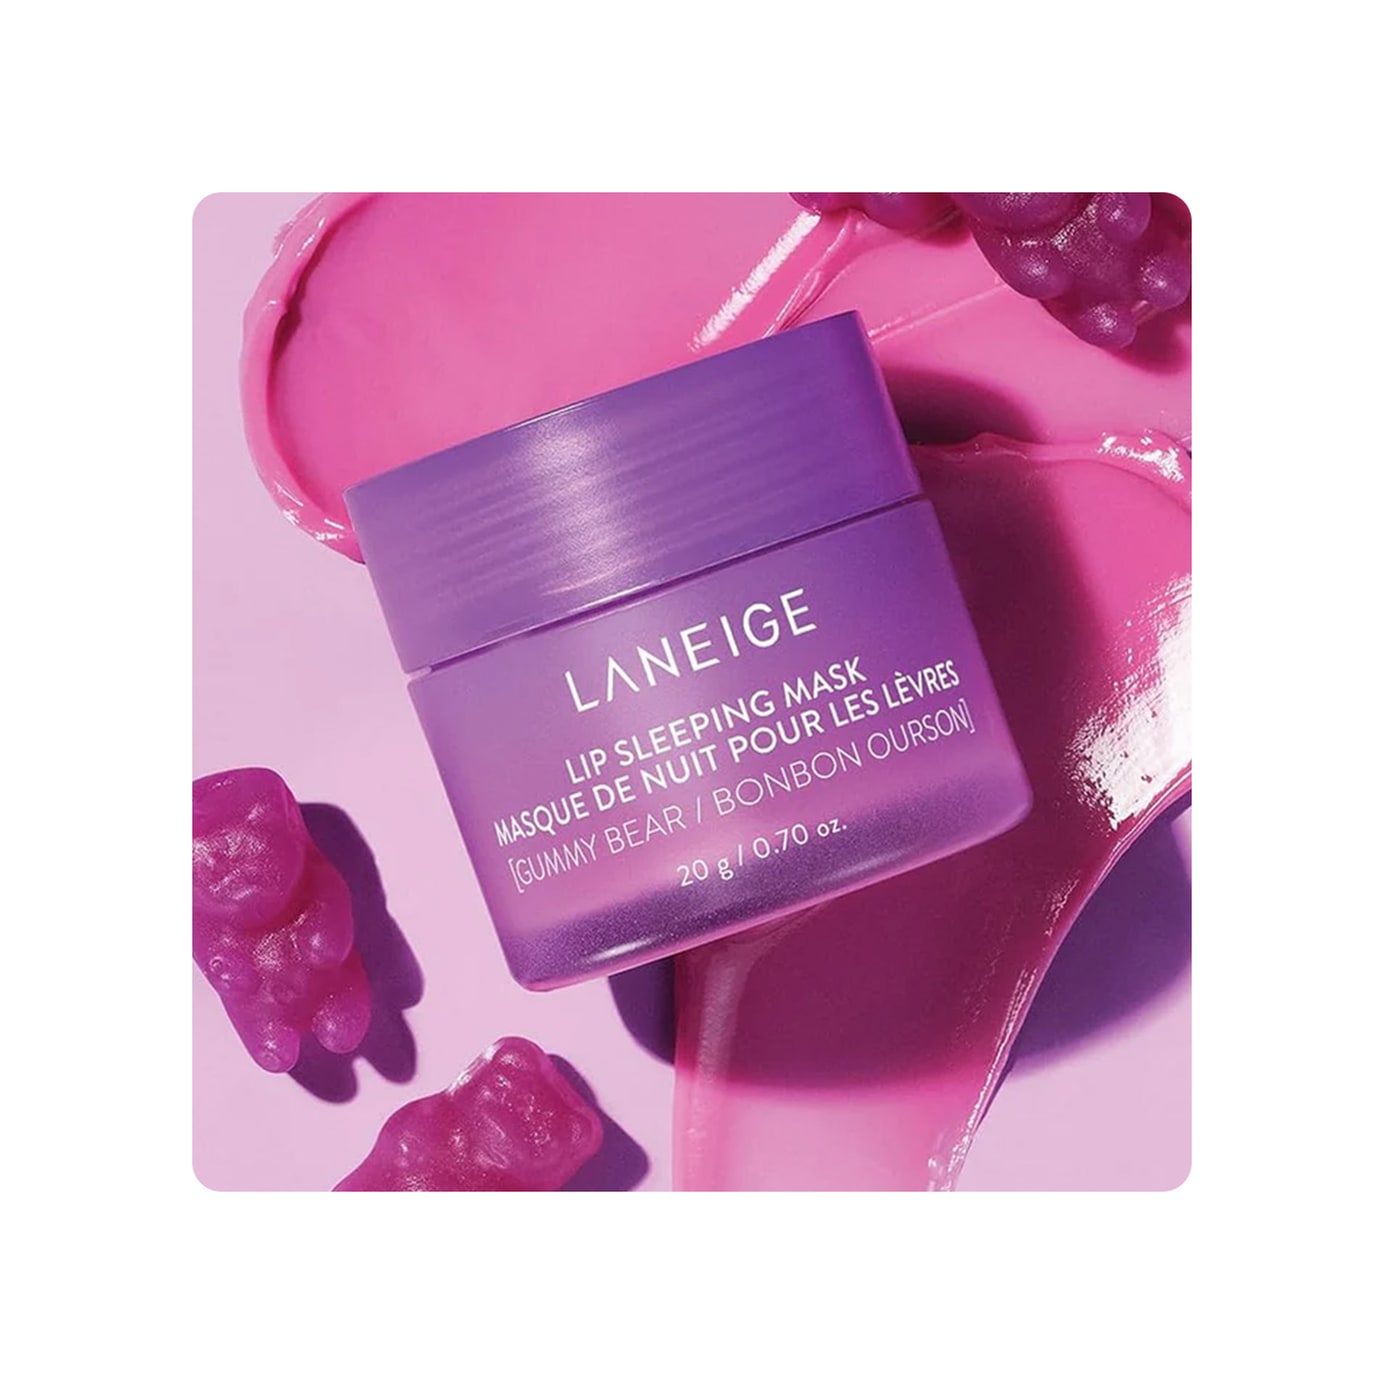 LANEIGE
LIP SLEEPING MASK
MASQUE DE NUIT POUR LES LÈVRES
[GUMMY BEAR / BONBON OURSON]
20 g / 0.70 oz.